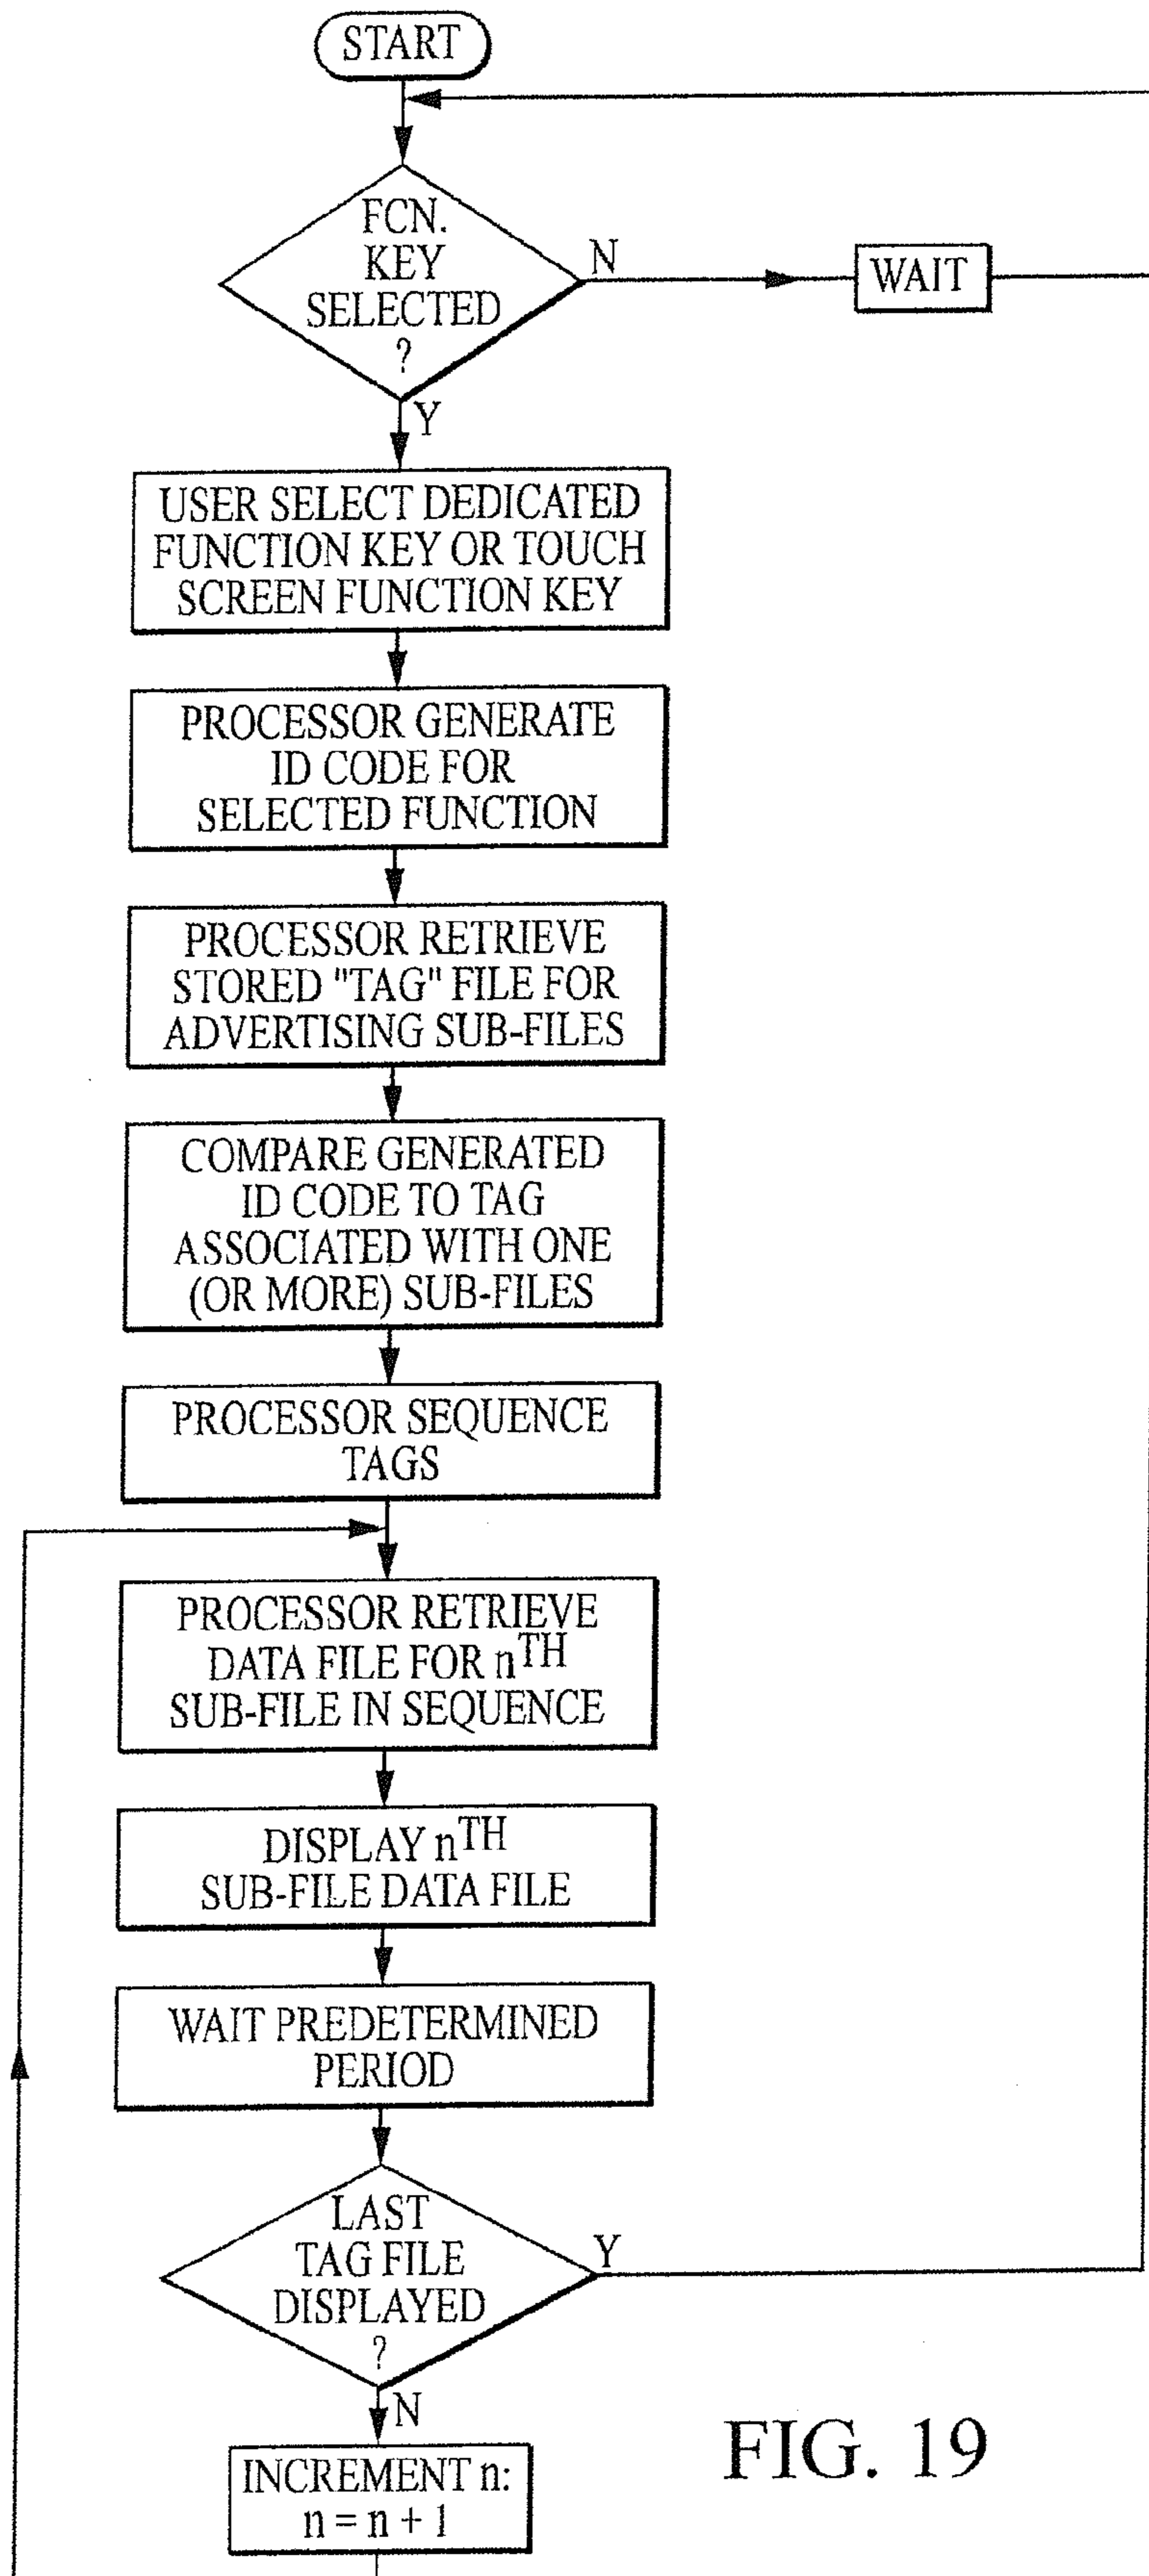 START
FCN.
KEY
SELECTED
?
N
WAIT
Y
USER SELECT DEDICATED
FUNCTION KEY OR TOUCH
SCREEN FUNCTION KEY
PROCESSOR GENERATE
ID CODE FOR
SELECTED FUNCTION
PROCESSOR RETRIEVE
STORED "TAG" FILE FOR
ADVERTISING SUB-FILES
COMPARE GENERATED
ID CODE TO TAG
ASSOCIATED WITH ONE
(OR MORE) SUB-FILES
PROCESSOR SEQUENCE
TAGS
PROCESSOR RETRIEVE
DATA FILE FOR nTH
SUB-FILE IN SEQUENCE
DISPLAY nTH
SUB-FILE DATA FILE
WAIT PREDETERMINED
PERIOD
LAST
TAG FILE
DISPLAYED
?
Y
N
INCREMENT n:
n = n + 1
FIG. 19